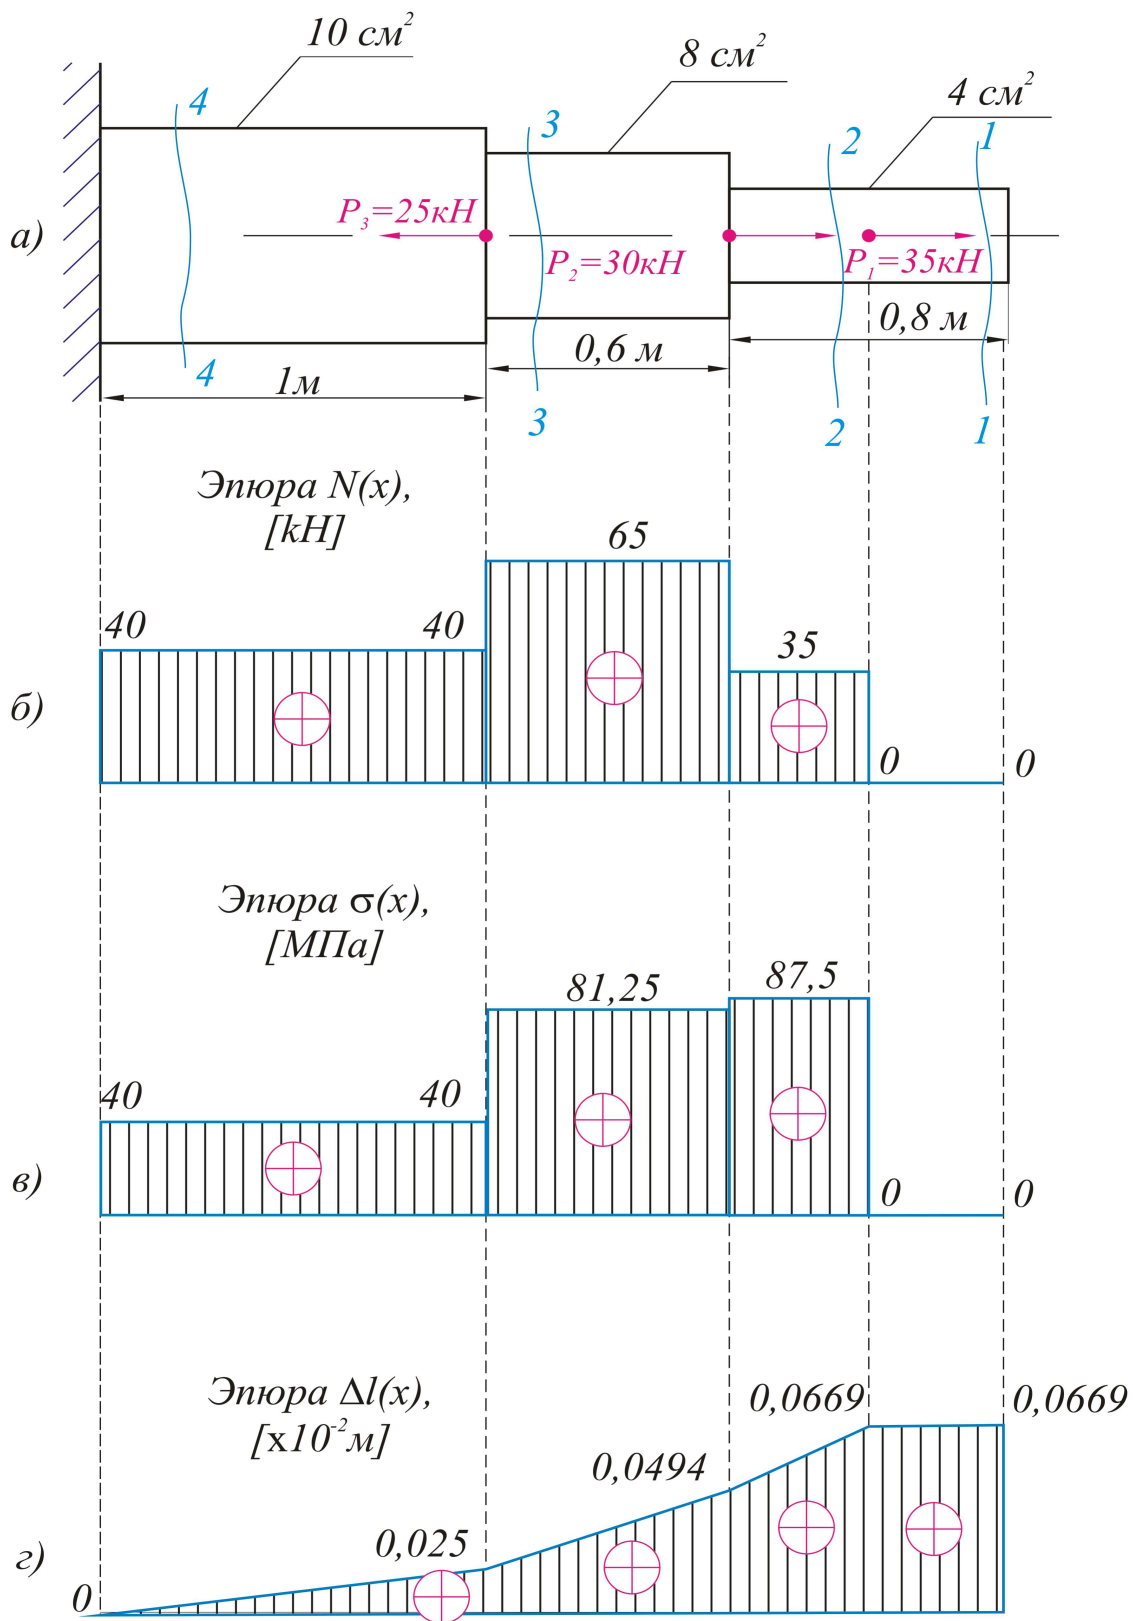 10 см²
8 см²
4 см²
4
3
2
1
а)
P₃=25кН
P₂=30кН
P₁=35кН
0,8 м
0,6 м
1м
4
3
2
1
Эпюра N(x),
[kH]
65
40
40
35
б)
0
0
Эпюра σ(x),
[МПа]
81,25
87,5
40
40
в)
0
0
Эпюра Δl(x),
[x10⁻²м]
0,0669
0,0669
0,0494
0,025
г)
0